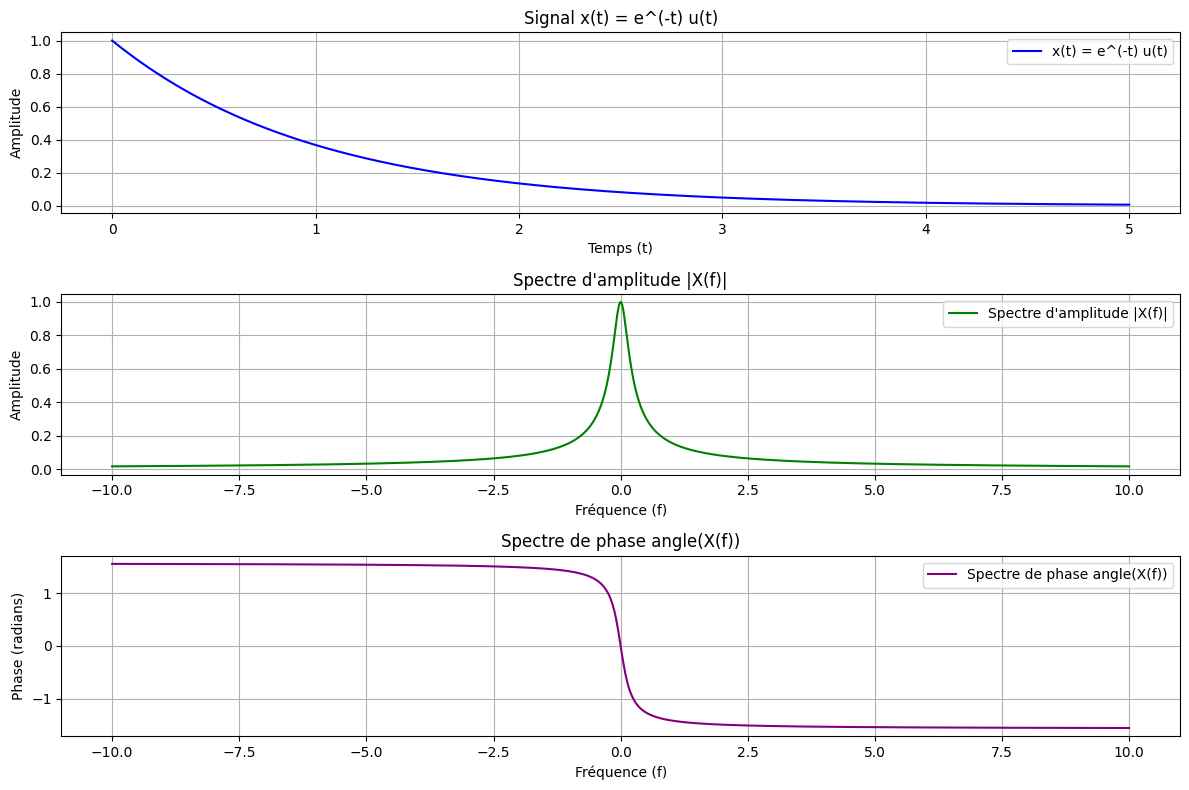 Signal x(t) = e^(-t) u(t)
x(t) = e^(-t) u(t)
Amplitude
1.0
0.8
0.6
0.4
0.2
0.0
0 1 2 3 4 5
Temps (t)
Spectre d'amplitude |X(f)|
Spectre d'amplitude |X(f)|
Amplitude
1.0
0.8
0.6
0.4
0.2
0.0
−10.0 −7.5 −5.0 −2.5 0.0 2.5 5.0 7.5 10.0
Fréquence (f)
Spectre de phase angle(X(f))
Spectre de phase angle(X(f))
Phase (radians)
1
0
−1
−10.0 −7.5 −5.0 −2.5 0.0 2.5 5.0 7.5 10.0
Fréquence (f)